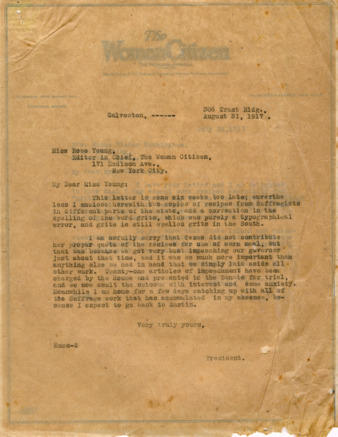 The
Woman Citizen
306 Trust Bldg.,
Galveston, ------ August 31, 1917.
Miss Rose Young,
Editor in Chief, The Woman Citizen,
171 Madison Ave.,
New York City.
My Dear Miss Young:
This letter is some six weeks too late; neverthe
less I enclose herewith two copies of recipes from Suffragists
in different parts of the state, and a correction in the
spelling of the word grits, which was purely a typographical
error, and grits is still spelled grits in the South.
I am awfully sorry that Texas did not contribute
her proper quota of the recipes for use of corn meal, but
that was because we got very busy impeaching our governor
just about that time, and it was so much more important than
anything else we had in hand that we simply laid aside all
other work. Twenty-one articles of impeachment have been
charged by the House and presented to the Senate for trial,
and we now await the outcome with interest and some anxiety.
Meanwhile I am home for a few days catching up with all of
the Suffrage work that has accumulated in my absence, be-
cause I expect to go back to Austin.
Very truly yours,
President.